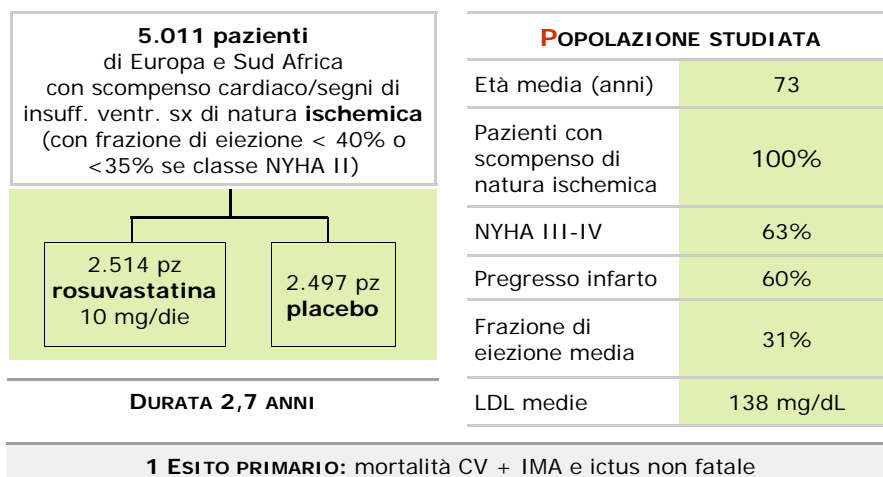 5.011 pazienti
di Europa e Sud Africa
con scompenso cardiaco/segni di
insuff. ventr. sx di natura ischemica
(con frazione di eiezione < 40% o
<35% se classe NYHA II)
2.514 pz
rosuvastatina
10 mg/die
2.497 pz
placebo
DURATA 2,7 ANNI
POPOLAZIONE STUDIATA
Età media (anni) 73
Pazienti con
scompenso di
natura ischemica 100%
NYHA III-IV 63%
Pregresso infarto 60%
Frazione di
eiezione media 31%
LDL medie 138 mg/dL
1 ESITO PRIMARIO: mortalità CV + IMA e ictus non fatale